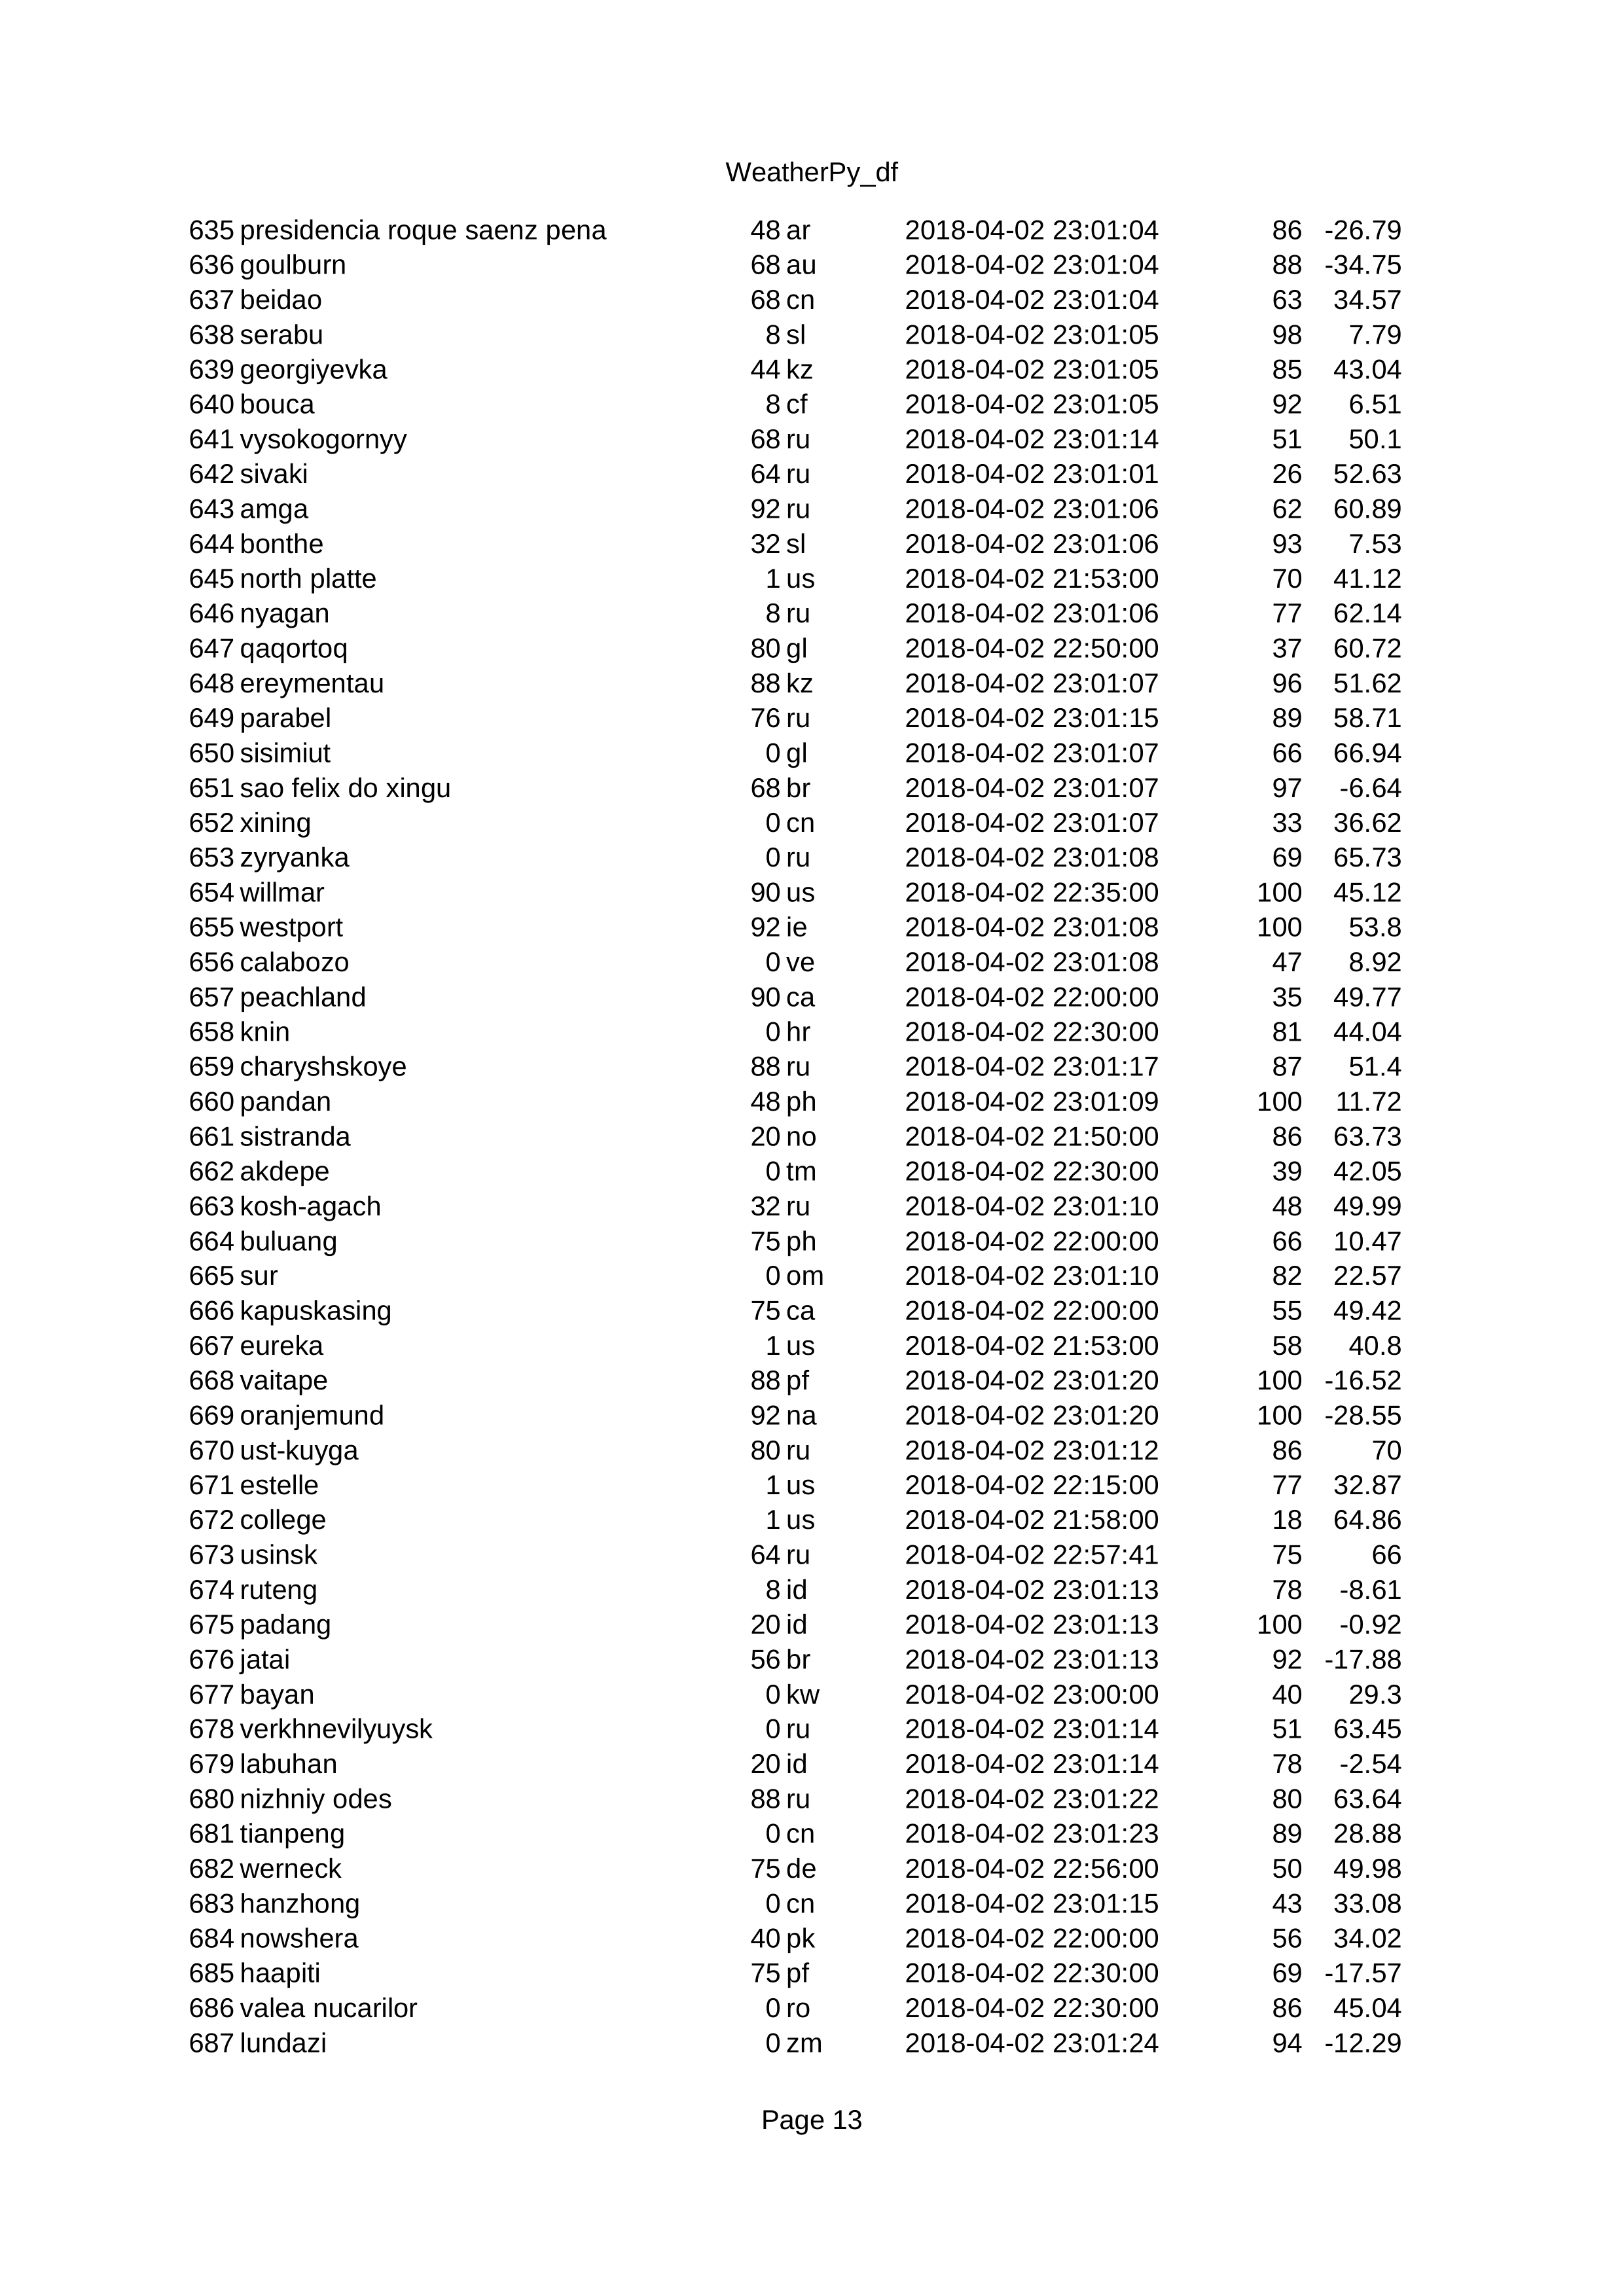 WeatherPy_df
635 presidencia roque saenz pena 48 ar 2018-04-02 23:01:04 86 -26.79
636 goulburn 68 au 2018-04-02 23:01:04 88 -34.75
637 beidao 68 cn 2018-04-02 23:01:04 63 34.57
638 serabu 8 sl 2018-04-02 23:01:05 98 7.79
639 georgiyevka 44 kz 2018-04-02 23:01:05 85 43.04
640 bouca 8 cf 2018-04-02 23:01:05 92 6.51
641 vysokogornyy 68 ru 2018-04-02 23:01:14 51 50.1
642 sivaki 64 ru 2018-04-02 23:01:01 26 52.63
643 amga 92 ru 2018-04-02 23:01:06 62 60.89
644 bonthe 32 sl 2018-04-02 23:01:06 93 7.53
645 north platte 1 us 2018-04-02 21:53:00 70 41.12
646 nyagan 8 ru 2018-04-02 23:01:06 77 62.14
647 qaqortoq 80 gl 2018-04-02 22:50:00 37 60.72
648 ereymentau 88 kz 2018-04-02 23:01:07 96 51.62
649 parabel 76 ru 2018-04-02 23:01:15 89 58.71
650 sisimiut 0 gl 2018-04-02 23:01:07 66 66.94
651 sao felix do xingu 68 br 2018-04-02 23:01:07 97 -6.64
652 xining 0 cn 2018-04-02 23:01:07 33 36.62
653 zyryanka 0 ru 2018-04-02 23:01:08 69 65.73
654 willmar 90 us 2018-04-02 22:35:00 100 45.12
655 westport 92 ie 2018-04-02 23:01:08 100 53.8
656 calabozo 0 ve 2018-04-02 23:01:08 47 8.92
657 peachland 90 ca 2018-04-02 22:00:00 35 49.77
658 knin 0 hr 2018-04-02 22:30:00 81 44.04
659 charyshskoye 88 ru 2018-04-02 23:01:17 87 51.4
660 pandan 48 ph 2018-04-02 23:01:09 100 11.72
661 sistranda 20 no 2018-04-02 21:50:00 86 63.73
662 akdepe 0 tm 2018-04-02 22:30:00 39 42.05
663 kosh-agach 32 ru 2018-04-02 23:01:10 48 49.99
664 buluang 75 ph 2018-04-02 22:00:00 66 10.47
665 sur 0 om 2018-04-02 23:01:10 82 22.57
666 kapuskasing 75 ca 2018-04-02 22:00:00 55 49.42
667 eureka 1 us 2018-04-02 21:53:00 58 40.8
668 vaitape 88 pf 2018-04-02 23:01:20 100 -16.52
669 oranjemund 92 na 2018-04-02 23:01:20 100 -28.55
670 ust-kuyga 80 ru 2018-04-02 23:01:12 86 70
671 estelle 1 us 2018-04-02 22:15:00 77 32.87
672 college 1 us 2018-04-02 21:58:00 18 64.86
673 usinsk 64 ru 2018-04-02 22:57:41 75 66
674 ruteng 8 id 2018-04-02 23:01:13 78 -8.61
675 padang 20 id 2018-04-02 23:01:13 100 -0.92
676 jatai 56 br 2018-04-02 23:01:13 92 -17.88
677 bayan 0 kw 2018-04-02 23:00:00 40 29.3
678 verkhnevilyuysk 0 ru 2018-04-02 23:01:14 51 63.45
679 labuhan 20 id 2018-04-02 23:01:14 78 -2.54
680 nizhniy odes 88 ru 2018-04-02 23:01:22 80 63.64
681 tianpeng 0 cn 2018-04-02 23:01:23 89 28.88
682 werneck 75 de 2018-04-02 22:56:00 50 49.98
683 hanzhong 0 cn 2018-04-02 23:01:15 43 33.08
684 nowshera 40 pk 2018-04-02 22:00:00 56 34.02
685 haapiti 75 pf 2018-04-02 22:30:00 69 -17.57
686 valea nucarilor 0 ro 2018-04-02 22:30:00 86 45.04
687 lundazi 0 zm 2018-04-02 23:01:24 94 -12.29
Page 13